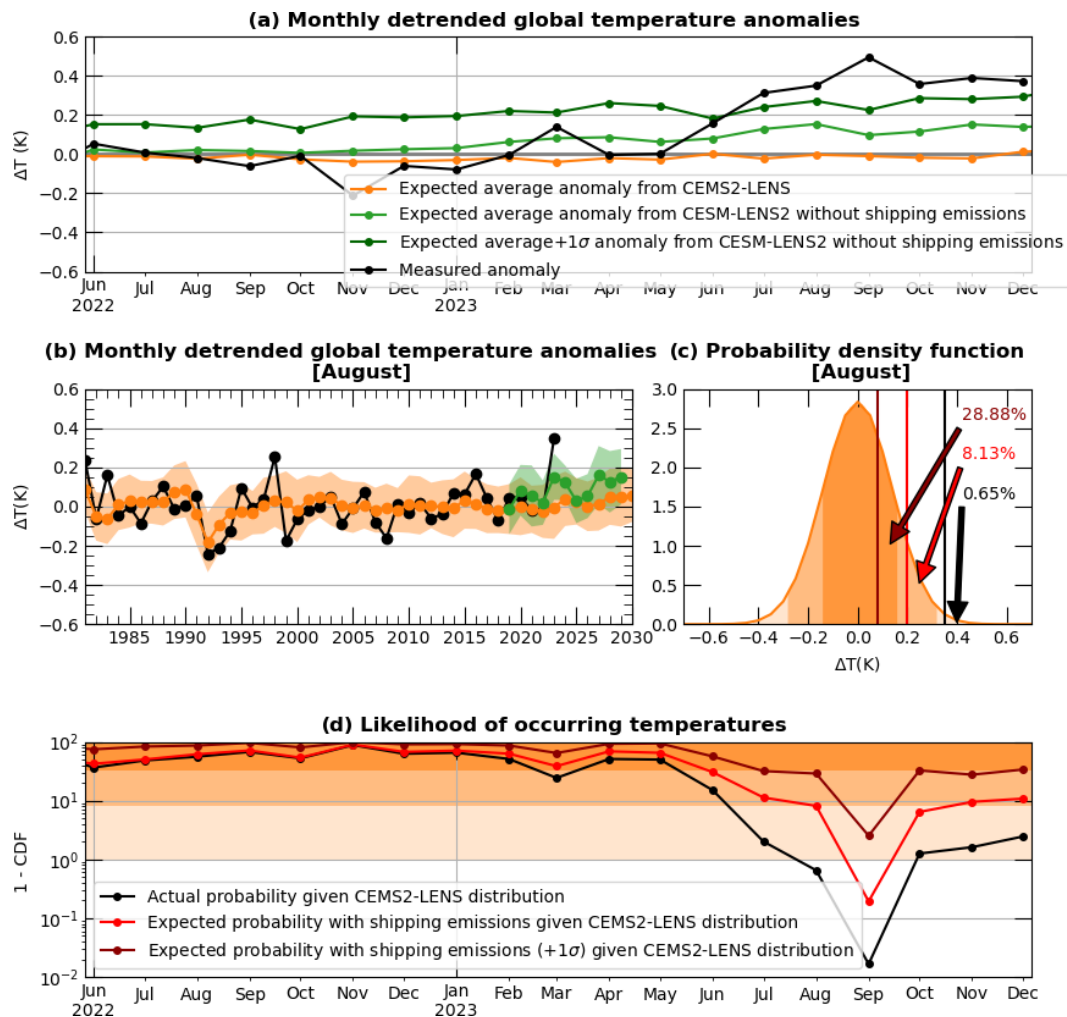 (a) Monthly detrended global temperature anomalies
ΔT (K)
0.6
0.4
0.2
0.0
−0.2
−0.4
−0.6
Expected average anomaly from CEMS2-LENS
Expected average anomaly from CESM-LENS2 without shipping emissions
Expected average+1σ anomaly from CESM-LENS2 without shipping emissions
Measured anomaly
Jun Jul Aug Sep Oct Nov Dec Jan Feb Mar Apr May Jun Jul Aug Sep Oct Nov Dec
2022 2023
(b) Monthly detrended global temperature anomalies
[August]
ΔT(K)
0.6
0.4
0.2
0.0
−0.2
−0.4
−0.6
1985 1990 1995 2000 2005 2010 2015 2020 2025 2030
(c) Probability density function
[August]
3.0
2.5
2.0
1.5
1.0
0.5
0.0
28.88%
8.13%
0.65%
−0.6 −0.4 −0.2 0.0 0.2 0.4 0.6
ΔT(K)
(d) Likelihood of occurring temperatures
1 - CDF
10²
10¹
10⁰
10⁻¹
10⁻²
Actual probability given CEMS2-LENS distribution
Expected probability with shipping emissions given CEMS2-LENS distribution
Expected probability with shipping emissions (+1σ) given CEMS2-LENS distribution
Jun Jul Aug Sep Oct Nov Dec Jan Feb Mar Apr May Jun Jul Aug Sep Oct Nov Dec
2022 2023